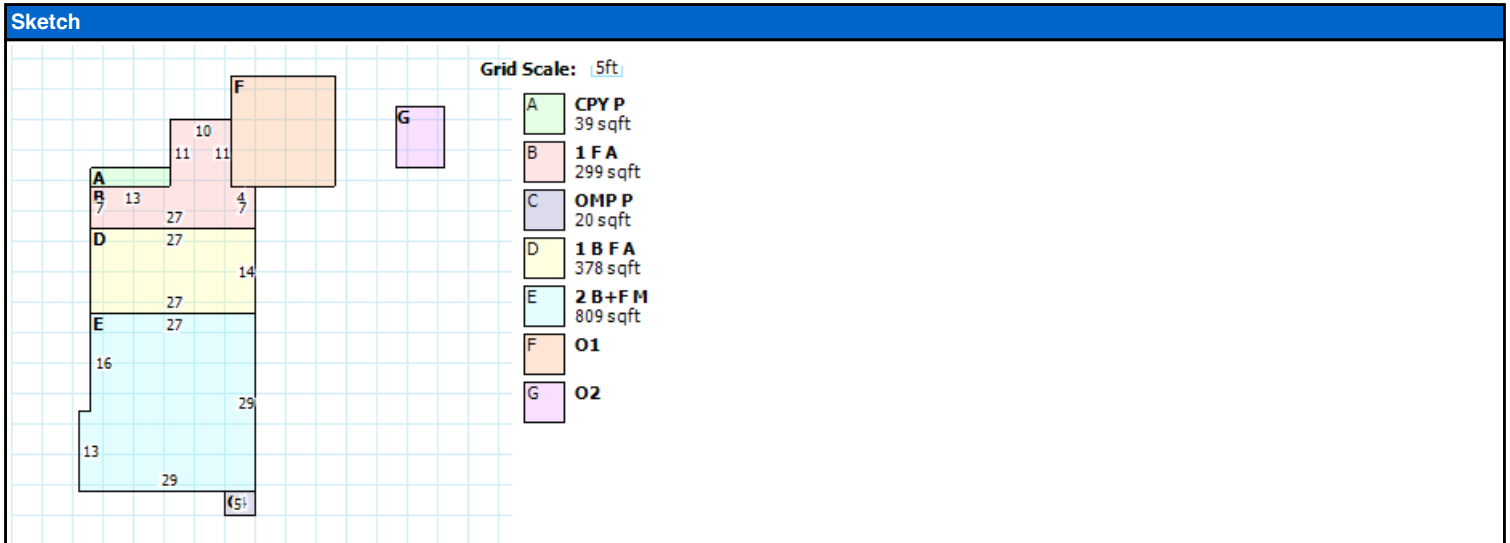 Sketch
Grid Scale: 5ft
A CPY P
39 sqft
B 1 F A
299 sqft
C OMP P
20 sqft
D 1 B F A
378 sqft
E 2 B+F M
809 sqft
F O1
G O2
F
G
10
11 11
A
B 13 4
7 7
27
D 27
14
27
E 27
16
29
13
29
5